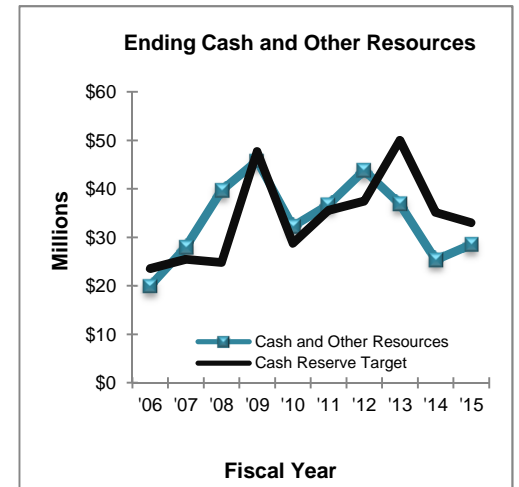 Ending Cash and Other Resources
$60
$50
$40
$30
$20
$10
$0
Millions
Cash and Other Resources
Cash Reserve Target
'06 '07 '08 '09 '10 '11 '12 '13 '14 '15
Fiscal Year